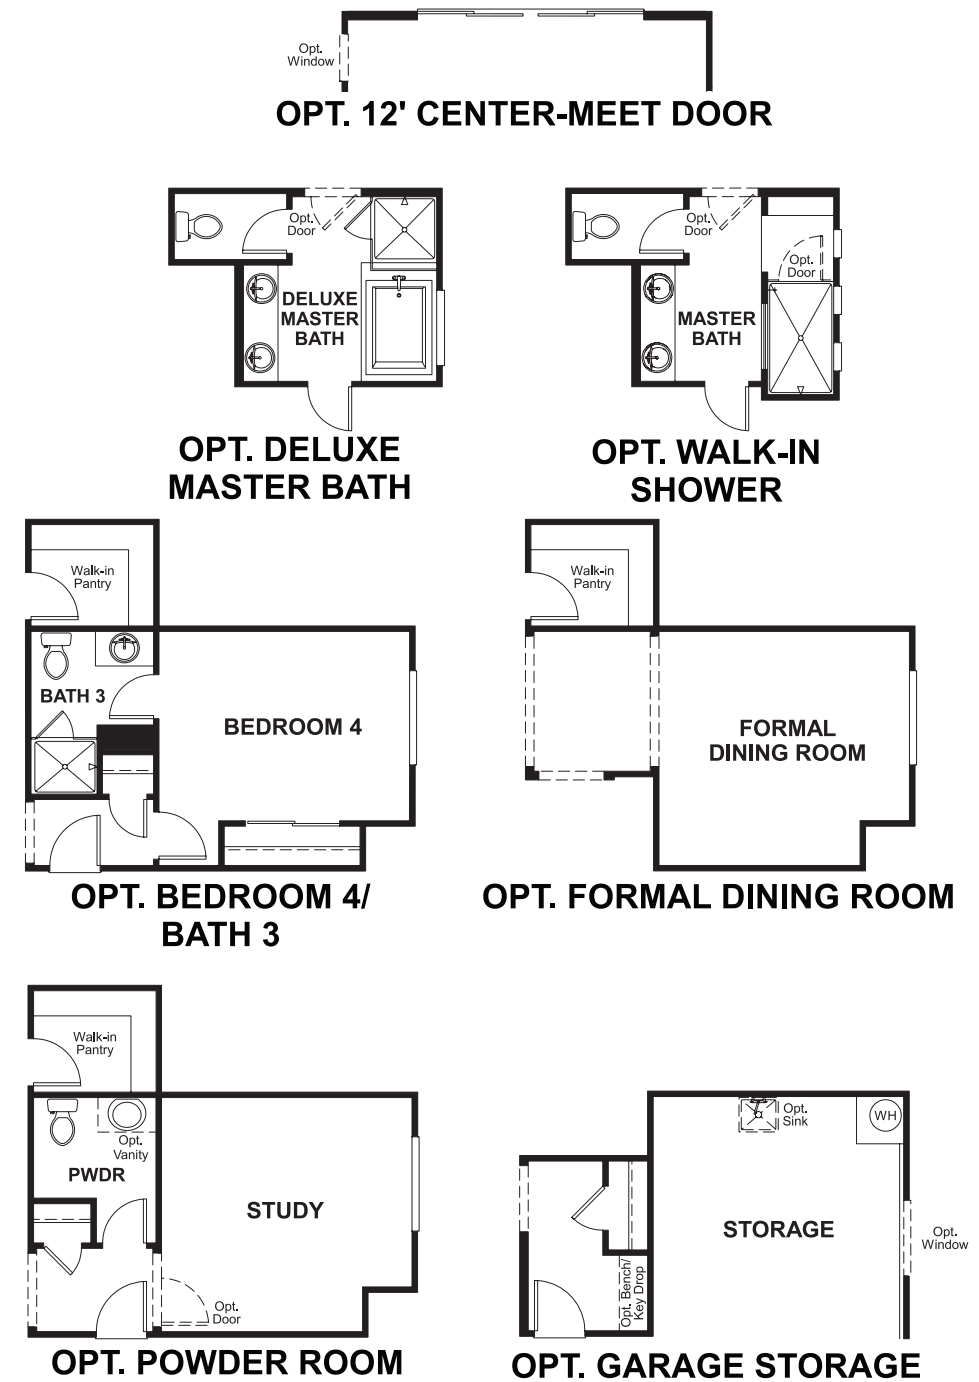 Opt.
Window
OPT. 12' CENTER-MEET DOOR
Opt.
Door
DELUXE
MASTER
BATH
OPT. DELUXE
MASTER BATH
Opt.
Door
Opt.
Door
MASTER
BATH
OPT. WALK-IN
SHOWER
Walk-in
Pantry
BATH 3
BEDROOM 4
OPT. BEDROOM 4/
BATH 3
Walk-in
Pantry
FORMAL
DINING ROOM
OPT. FORMAL DINING ROOM
Walk-in
Pantry
Opt.
Vanity
PWDR
STUDY
Opt.
Door
OPT. POWDER ROOM
Opt.
Sink
WH
STORAGE
Opt.
Window
Opt. Bench/
Key Drop
OPT. GARAGE STORAGE